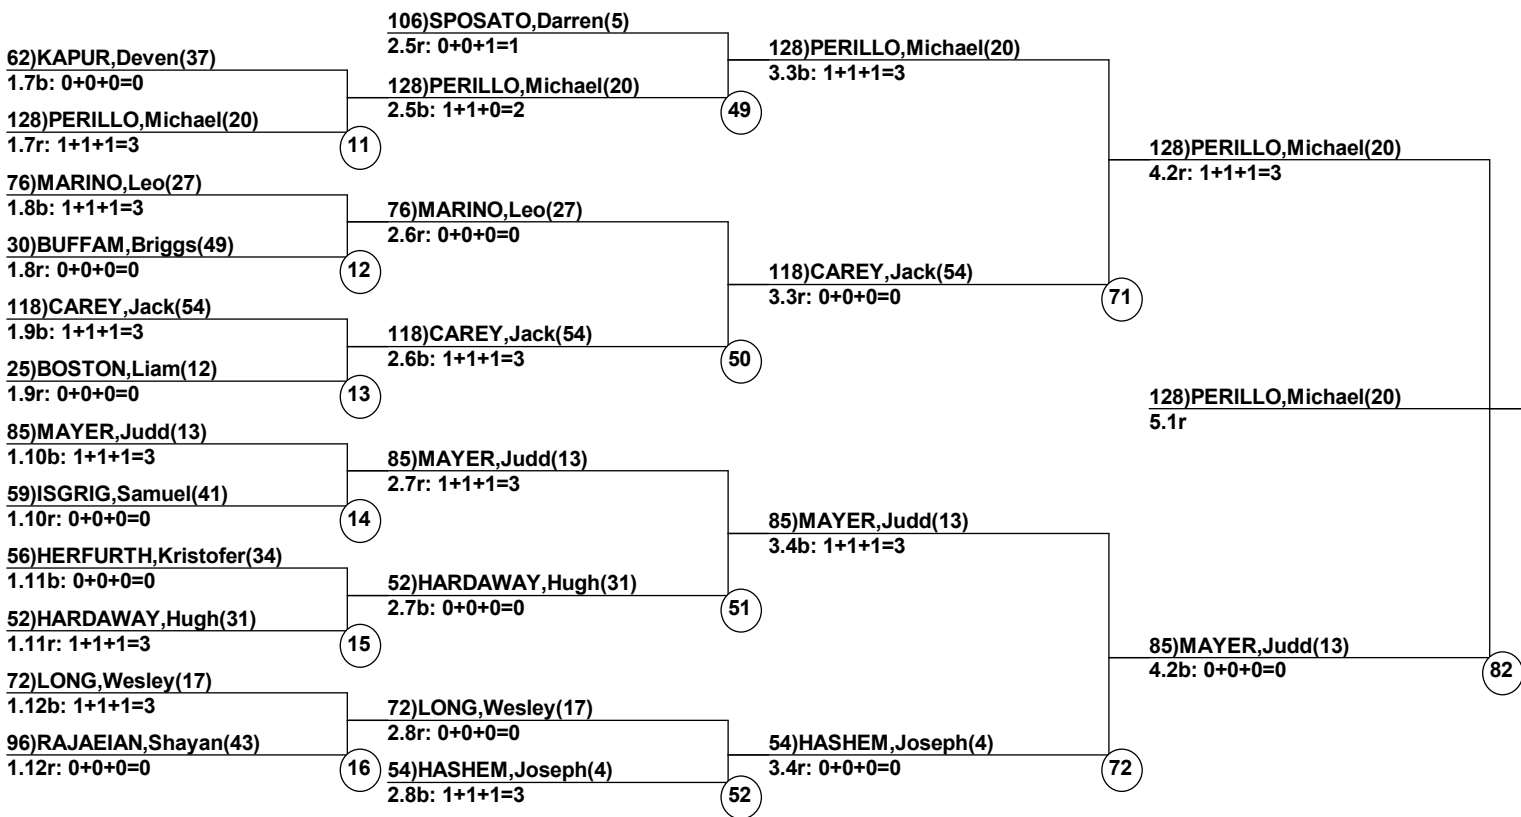 62)KAPUR,Deven(37)
1.7b: 0+0+0=0
128)PERILLO,Michael(20)
1.7r: 1+1+1=3
11
76)MARINO,Leo(27)
1.8b: 1+1+1=3
30)BUFFAM,Briggs(49)
1.8r: 0+0+0=0
12
118)CAREY,Jack(54)
1.9b: 1+1+1=3
25)BOSTON,Liam(12)
1.9r: 0+0+0=0
13
85)MAYER,Judd(13)
1.10b: 1+1+1=3
59)ISGRIG,Samuel(41)
1.10r: 0+0+0=0
14
56)HERFURTH,Kristofer(34)
1.11b: 0+0+0=0
52)HARDAWAY,Hugh(31)
1.11r: 1+1+1=3
15
72)LONG,Wesley(17)
1.12b: 1+1+1=3
96)RAJAEIAN,Shayan(43)
1.12r: 0+0+0=0
16
106)SPOSATO,Darren(5)
2.5r: 0+0+1=1
128)PERILLO,Michael(20)
2.5b: 1+1+0=2
49
76)MARINO,Leo(27)
2.6r: 0+0+0=0
118)CAREY,Jack(54)
2.6b: 1+1+1=3
50
85)MAYER,Judd(13)
2.7r: 1+1+1=3
52)HARDAWAY,Hugh(31)
2.7b: 0+0+0=0
51
72)LONG,Wesley(17)
2.8r: 0+0+0=0
54)HASHEM,Joseph(4)
2.8b: 1+1+1=3
52
128)PERILLO,Michael(20)
3.3b: 1+1+1=3
118)CAREY,Jack(54)
3.3r: 0+0+0=0
71
85)MAYER,Judd(13)
3.4b: 1+1+1=3
54)HASHEM,Joseph(4)
3.4r: 0+0+0=0
72
128)PERILLO,Michael(20)
4.2r: 1+1+1=3
85)MAYER,Judd(13)
4.2b: 0+0+0=0
82
128)PERILLO,Michael(20)
5.1r